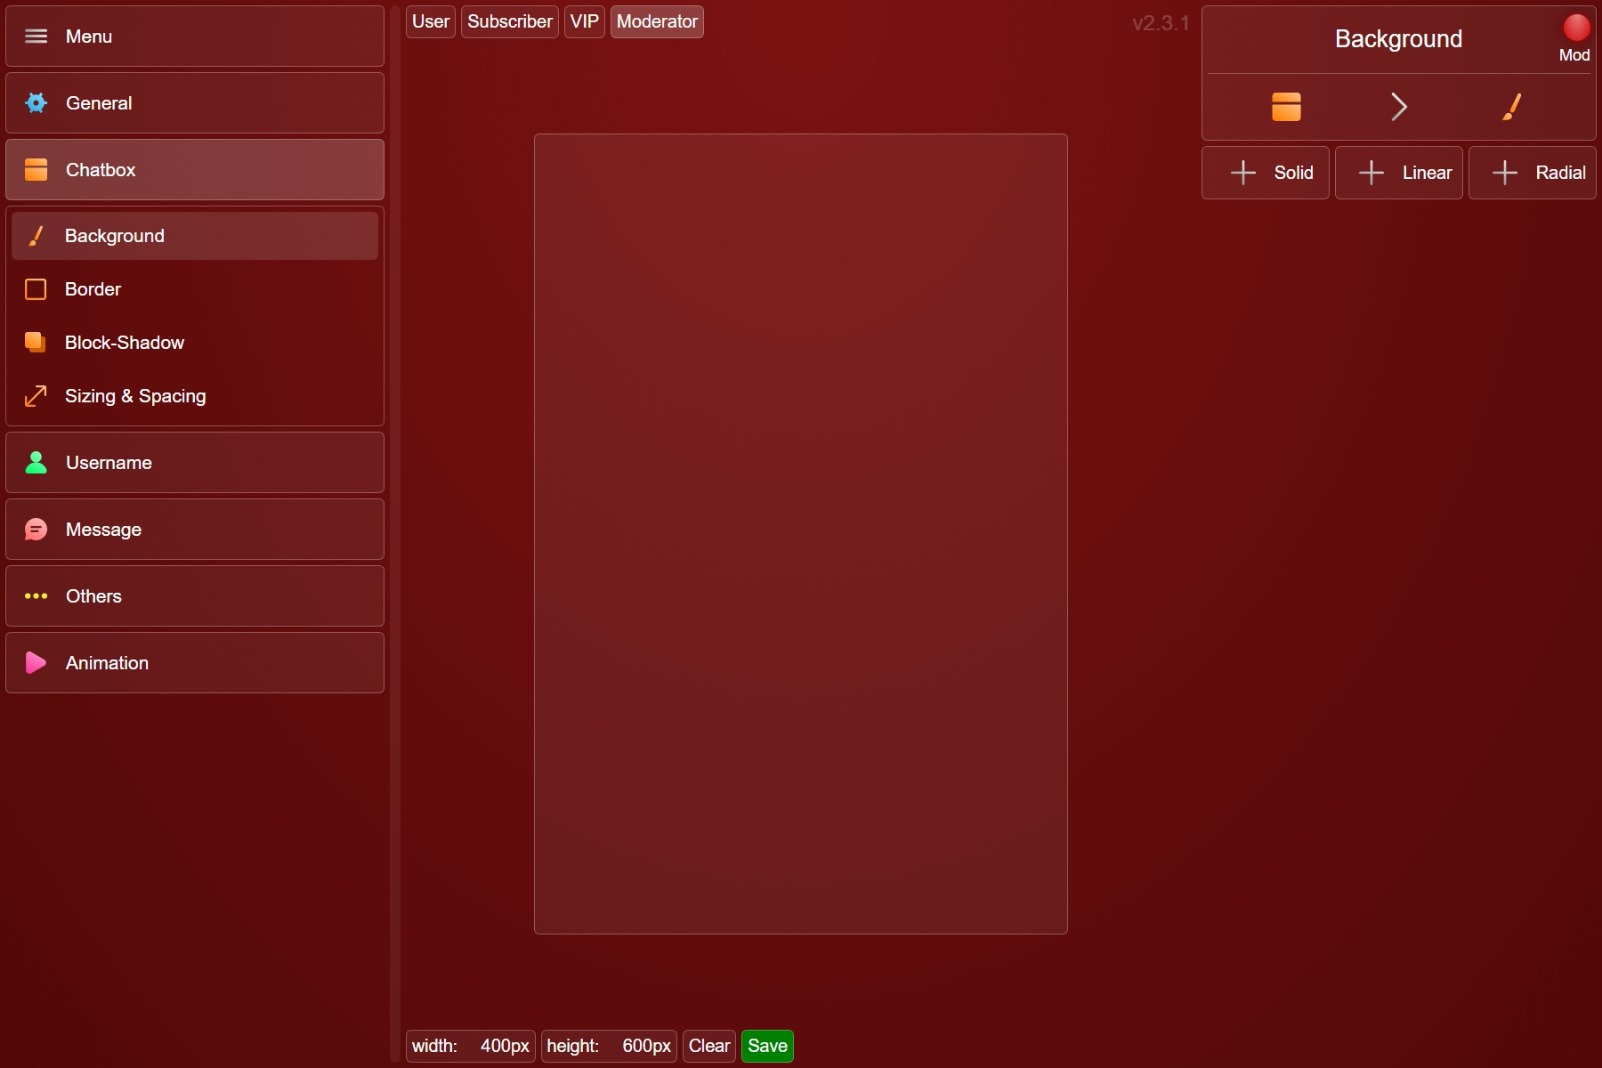 Menu
General
Chatbox
Background
Border
Block-Shadow
Sizing & Spacing
Username
Message
Others
Animation
User Subscriber VIP Moderator
v2.3.1
width: 400px height: 600px Clear Save
Background
Mod
Solid Linear Radial